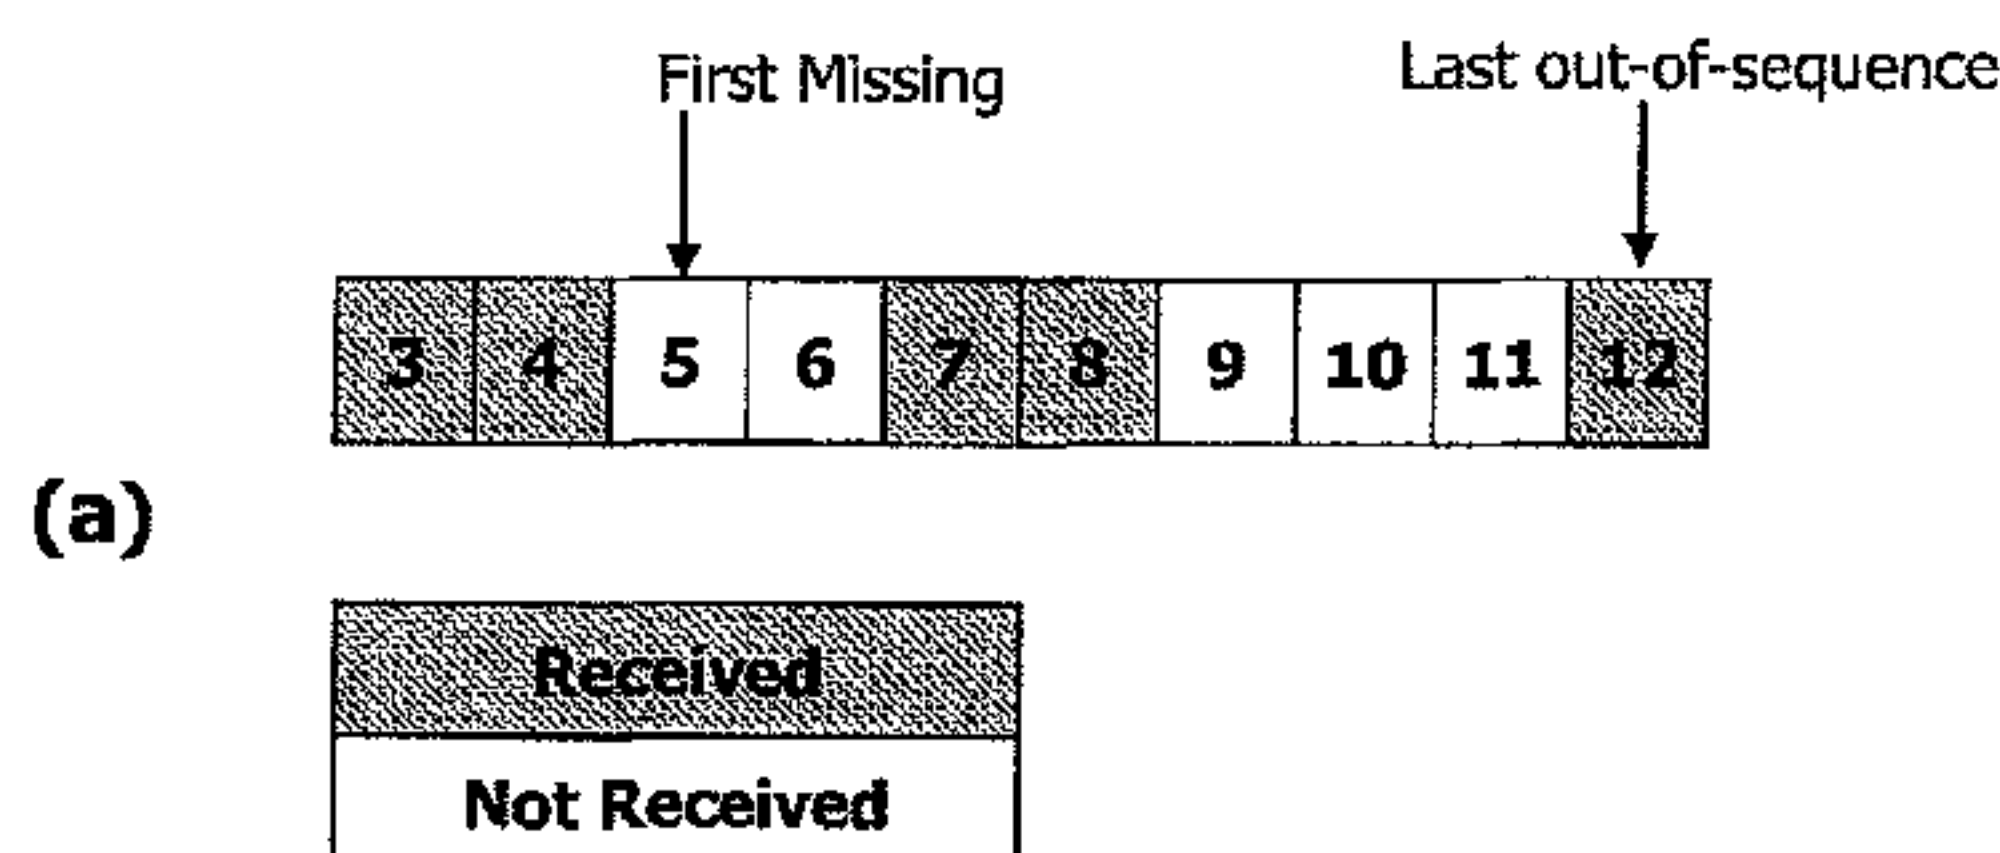 First Missing
Last out-of-sequence
3 4 5 6 7 8 9 10 11 12
(a)
Received
Not Received